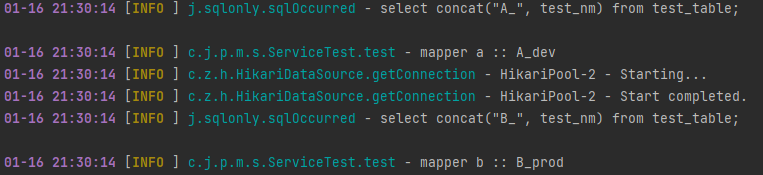 01-16 21:30:14 [INFO ] j.sqlonly.sqlOccurred - select concat("A_", test_nm) from test_table;
01-16 21:30:14 [INFO ] c.j.p.m.s.ServiceTest.test - mapper a :: A_dev
01-16 21:30:14 [INFO ] c.z.h.HikariDataSource.getConnection - HikariPool-2 - Starting...
01-16 21:30:14 [INFO ] c.z.h.HikariDataSource.getConnection - HikariPool-2 - Start completed.
01-16 21:30:14 [INFO ] j.sqlonly.sqlOccurred - select concat("B_", test_nm) from test_table;
01-16 21:30:14 [INFO ] c.j.p.m.s.ServiceTest.test - mapper b :: B_prod